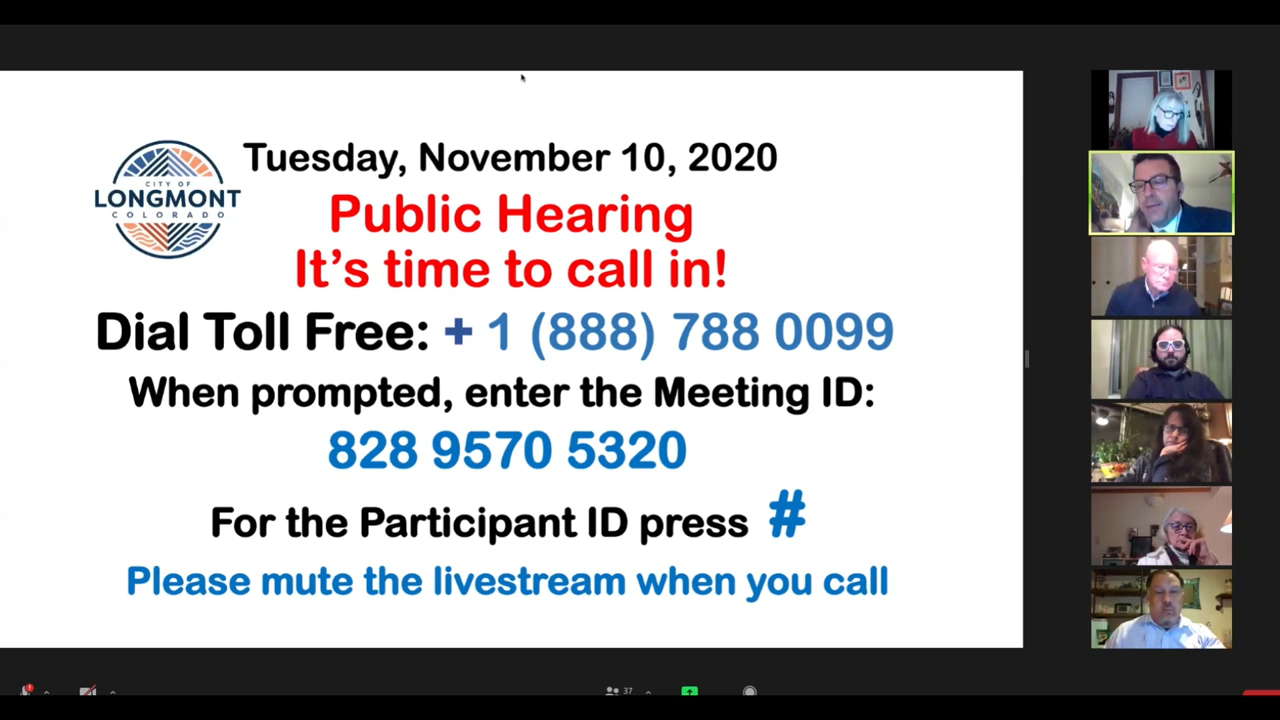 Tuesday, November 10, 2020
CITY OF
LONGMONT
COLORADO
Public Hearing
It's time to call in!
Dial Toll Free: + 1 (888) 788 0099
When prompted, enter the Meeting ID:
828 9570 5320
For the Participant ID press #
Please mute the livestream when you call
37